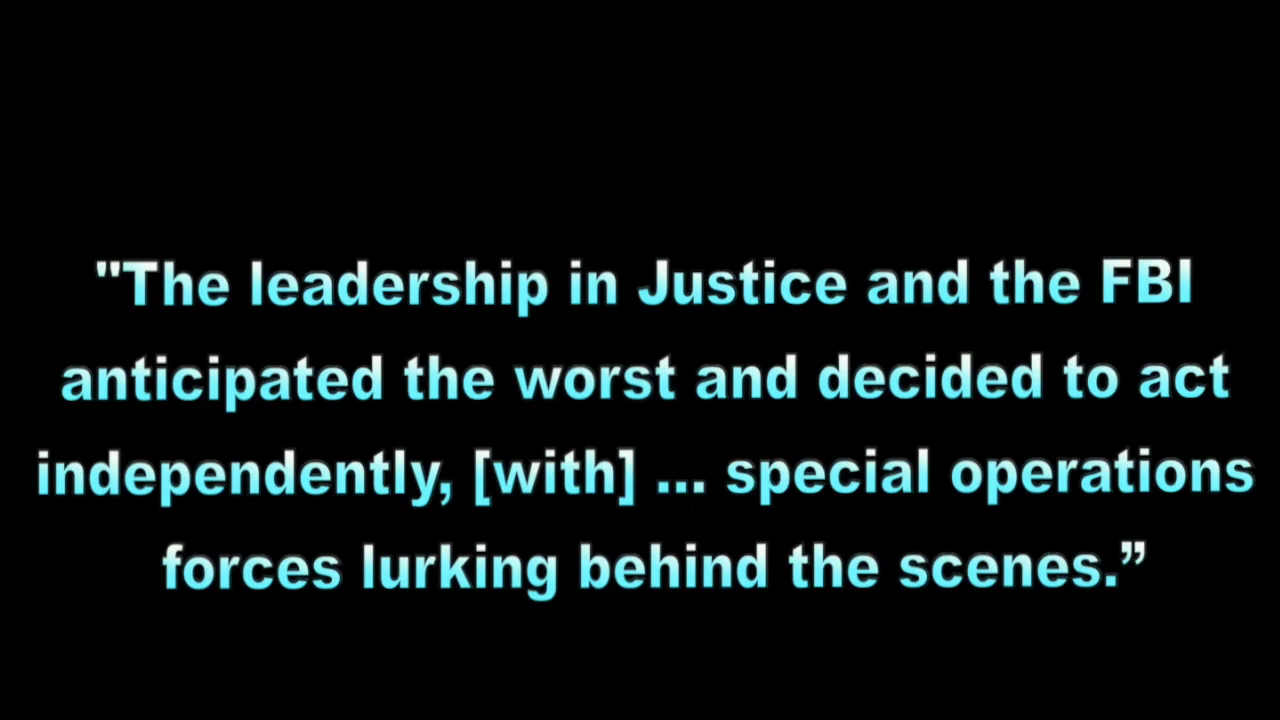 "The leadership in Justice and the FBI
anticipated the worst and decided to act
independently, [with] ... special operations
forces lurking behind the scenes.”